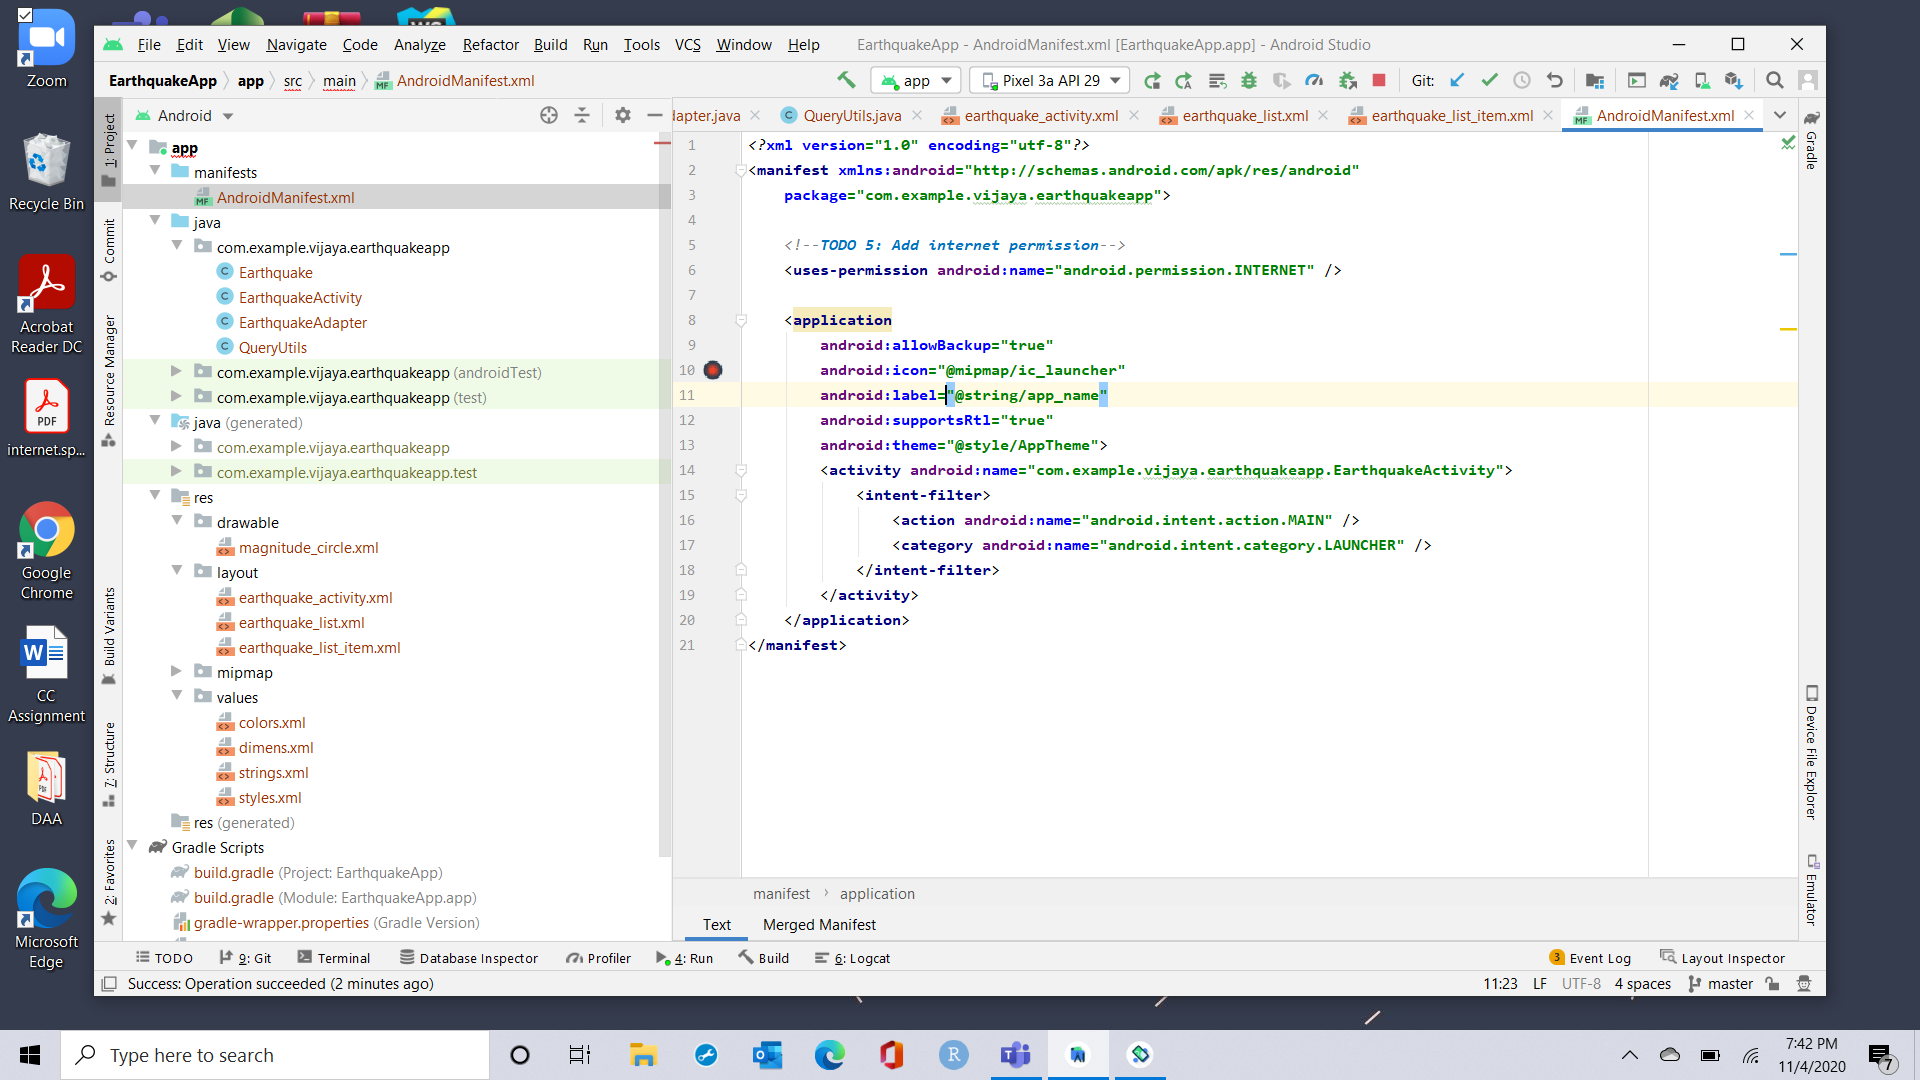 Zoom
Recycle Bin
Acrobat
Reader DC
PDF
internet.sp...
Google
Chrome
CC
Assignment
DAA
Microsoft
Edge
File Edit View Navigate Code Analyze Refactor Build Run Tools VCS Window Help EarthquakeApp - AndroidManifest.xml [EarthquakeApp.app] - Android Studio
EarthquakeApp app src main AndroidManifest.xml app Pixel 3a API 29 Git:
1: Project
Commit
Resource Manager
Build Variants
7: Structure
2: Favorites
Android
app
manifests
AndroidManifest.xml
java
com.example.vijaya.earthquakeapp
Earthquake
EarthquakeActivity
EarthquakeAdapter
QueryUtils
com.example.vijaya.earthquakeapp (androidTest)
com.example.vijaya.earthquakeapp (test)
java (generated)
com.example.vijaya.earthquakeapp
com.example.vijaya.earthquakeapp.test
res
drawable
magnitude_circle.xml
layout
earthquake_activity.xml
earthquake_list.xml
earthquake_list_item.xml
mipmap
values
colors.xml
dimens.xml
strings.xml
styles.xml
res (generated)
Gradle Scripts
build.gradle (Project: EarthquakeApp)
build.gradle (Module: EarthquakeApp.app)
gradle-wrapper.properties (Gradle Version)
dapter.java QueryUtils.java earthquake_activity.xml earthquake_list.xml earthquake_list_item.xml AndroidManifest.xml
1 <?xml version="1.0" encoding="utf-8"?>
2 <manifest xmlns:android="http://schemas.android.com/apk/res/android"
3 package="com.example.vijaya.earthquakeapp">
4
5 <!--TODO 5: Add internet permission-->
6 <uses-permission android:name="android.permission.INTERNET" />
7
8 <application
9 android:allowBackup="true"
10 android:icon="@mipmap/ic_launcher"
11 android:label="@string/app_name"
12 android:supportsRtl="true"
13 android:theme="@style/AppTheme">
14 <activity android:name="com.example.vijaya.earthquakeapp.EarthquakeActivity">
15 <intent-filter>
16 <action android:name="android.intent.action.MAIN" />
17 <category android:name="android.intent.category.LAUNCHER" />
18 </intent-filter>
19 </activity>
20 </application>
21 </manifest>
manifest › application
Text Merged Manifest
Gradle
Device File Explorer
Emulator
TODO 9: Git Terminal Database Inspector Profiler 4: Run Build 6: Logcat 3 Event Log Layout Inspector
Success: Operation succeeded (2 minutes ago) 11:23 LF UTF-8 4 spaces master
Type here to search
7:42 PM
11/4/2020
7